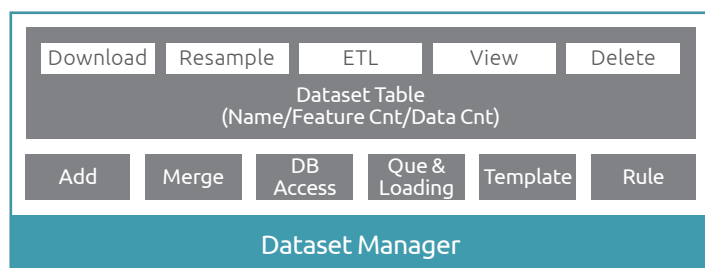 Download Resample ETL View Delete
Dataset Table
(Name/Feature Cnt/Data Cnt)
Add Merge DB Access Que & Loading Template Rule
Dataset Manager